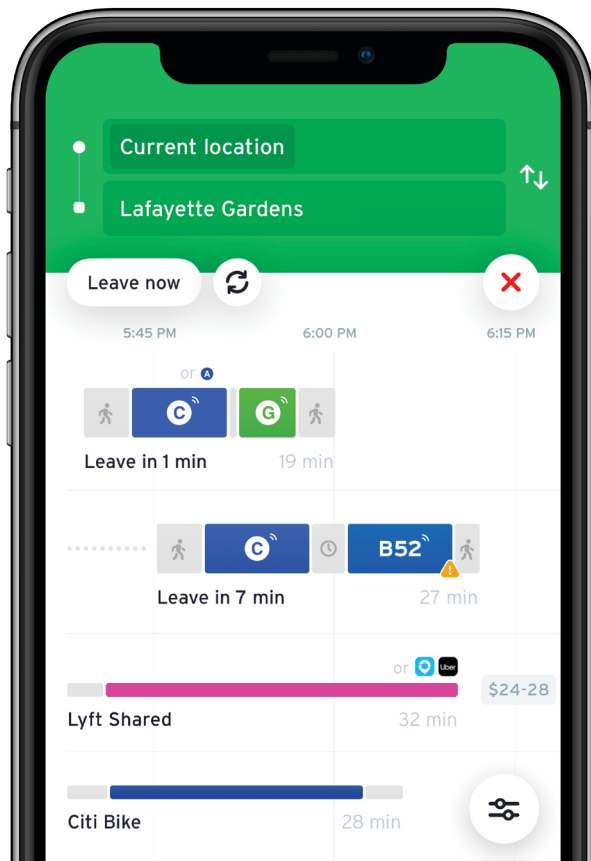 Current location
Lafayette Gardens
Leave now
5:45 PM 6:00 PM 6:15 PM
or A
C G
Leave in 1 min 19 min
C B52
Leave in 7 min 27 min
or Uber
$24-28
Lyft Shared 32 min
Citi Bike 28 min